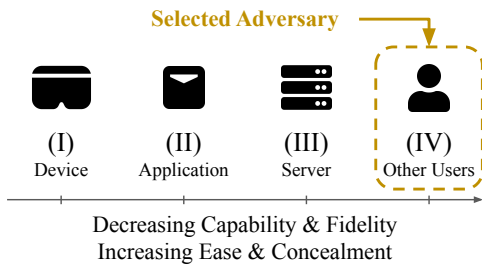 Selected Adversary
(I) (II) (III) (IV)
Device Application Server Other Users
Decreasing Capability & Fidelity
Increasing Ease & Concealment